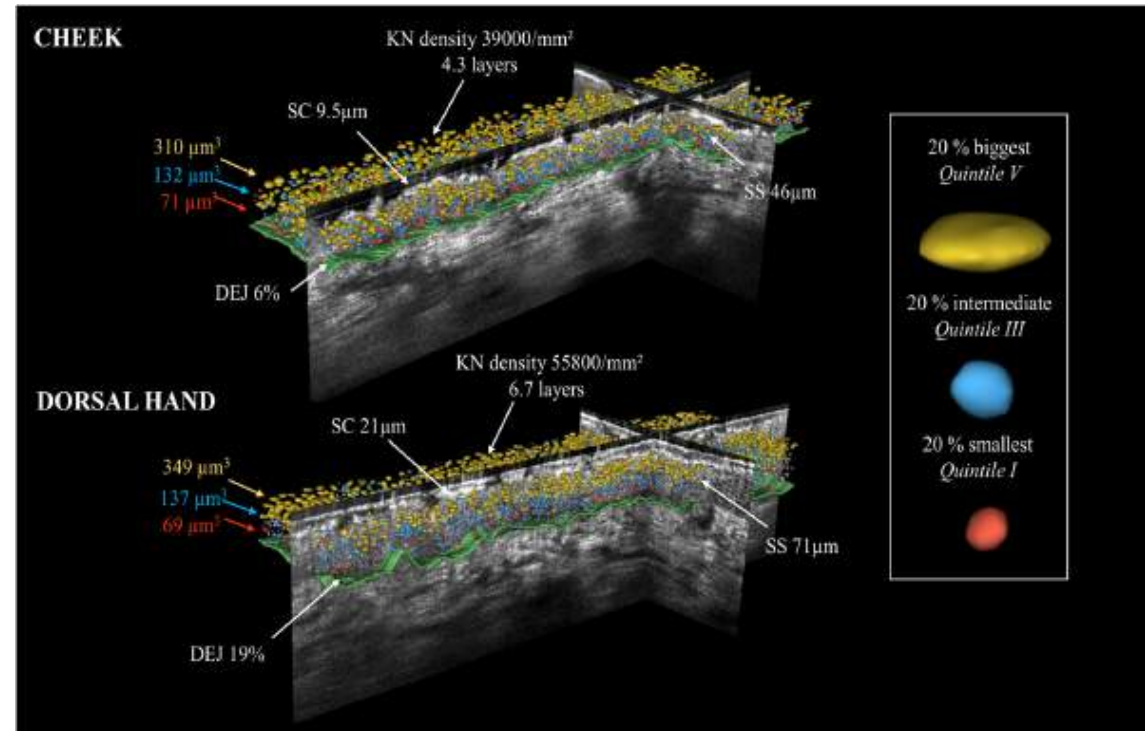 CHEEK
KN density 39000/mm²
4.3 layers
SC 9.5µm
310 µm³
132 µm³
71 µm³
SS 46µm
DEJ 6%
DORSAL HAND
KN density 55800/mm²
6.7 layers
SC 21µm
349 µm³
137 µm³
69 µm³
SS 71µm
DEJ 19%
20 % biggest
Quintile V
20 % intermediate
Quintile III
20 % smallest
Quintile I